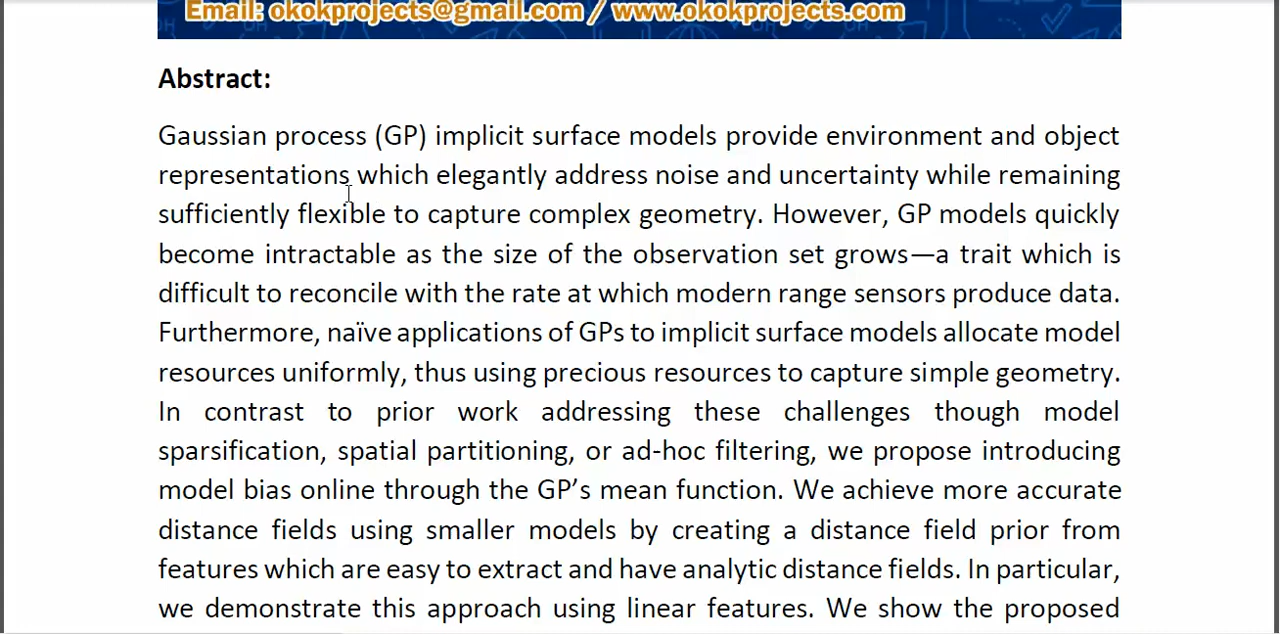 Email: okokprojects@gmail.com / www.okokprojects.com
Abstract:
Gaussian process (GP) implicit surface models provide environment and object
representations which elegantly address noise and uncertainty while remaining
sufficiently flexible to capture complex geometry. However, GP models quickly
become intractable as the size of the observation set grows—a trait which is
difficult to reconcile with the rate at which modern range sensors produce data.
Furthermore, naïve applications of GPs to implicit surface models allocate model
resources uniformly, thus using precious resources to capture simple geometry.
In contrast to prior work addressing these challenges though model
sparsification, spatial partitioning, or ad-hoc filtering, we propose introducing
model bias online through the GP’s mean function. We achieve more accurate
distance fields using smaller models by creating a distance field prior from
features which are easy to extract and have analytic distance fields. In particular,
we demonstrate this approach using linear features. We show the proposed